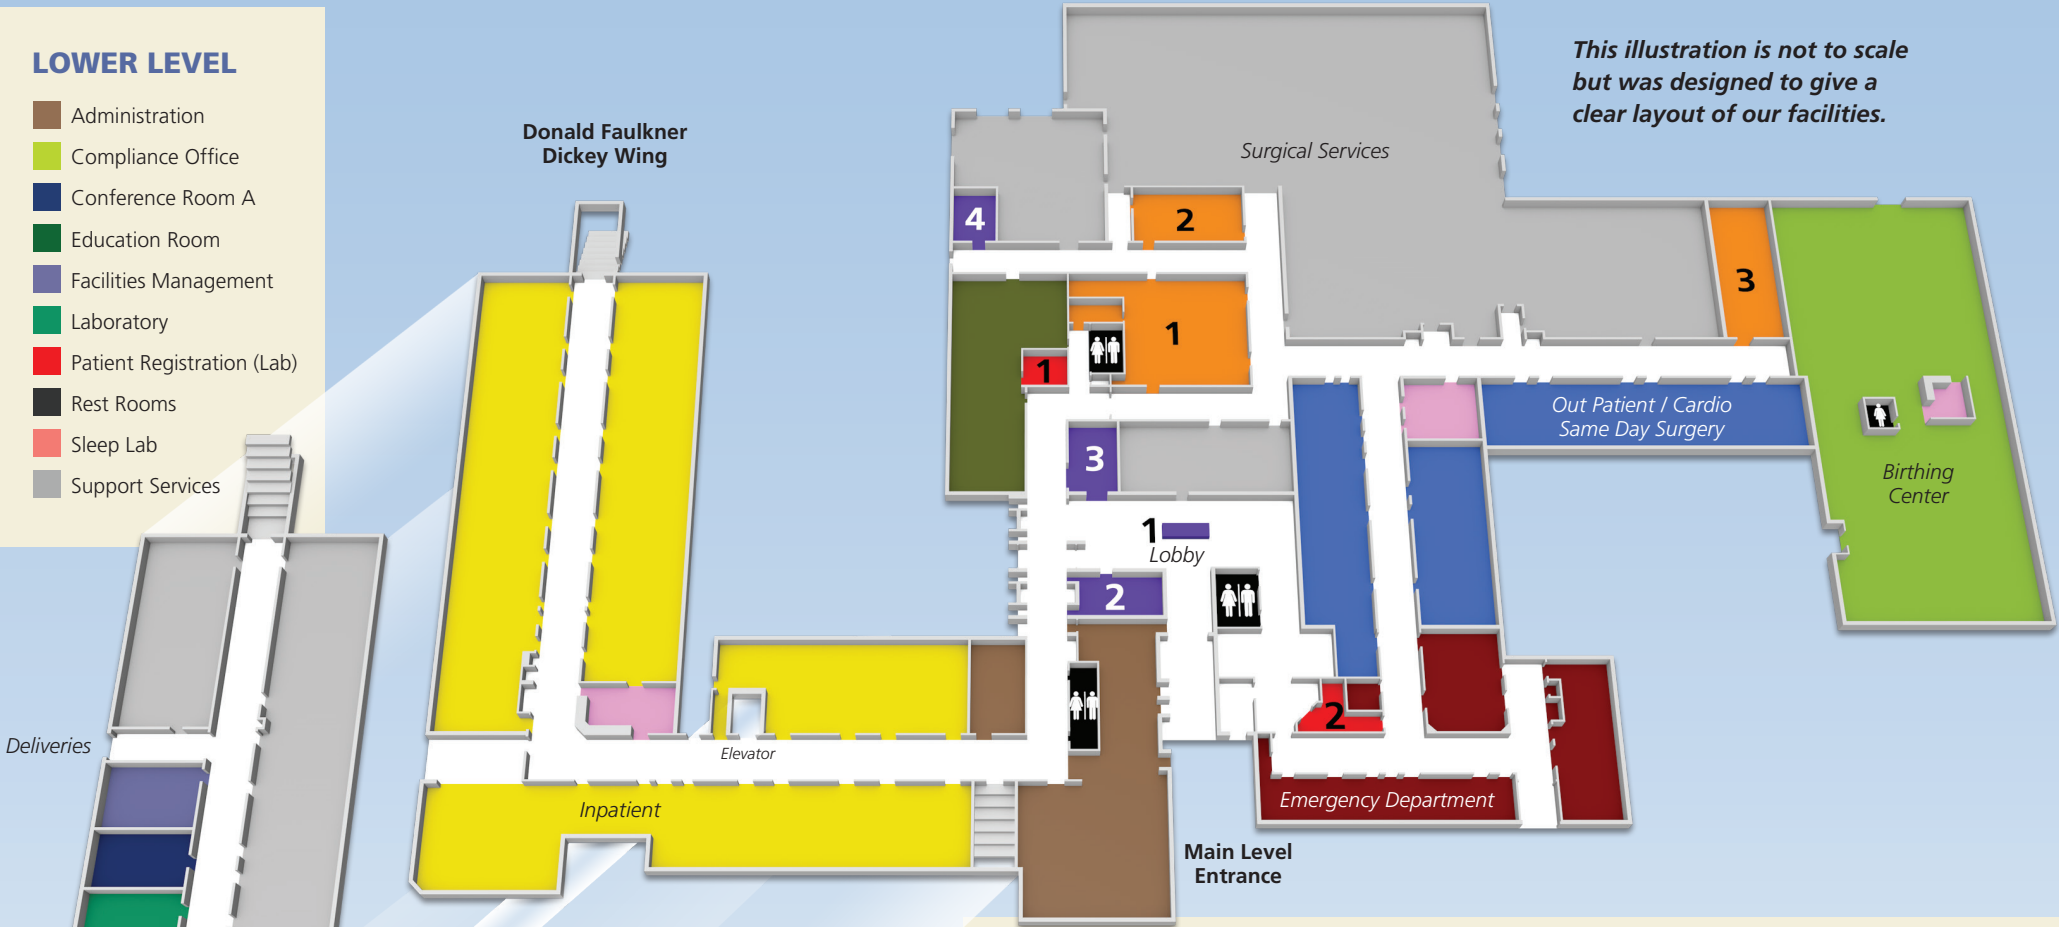 LOWER LEVEL
Administration
Compliance Office
Conference Room A
Education Room
Facilities Management
Laboratory
Patient Registration (Lab)
Rest Rooms
Sleep Lab
Support Services
Donald Faulkner
Dickey Wing
This illustration is not to scale
but was designed to give a
clear layout of our facilities.
Surgical Services
4
2
3
1
1
Out Patient / Cardio
Same Day Surgery
3
Birthing
Center
1
Lobby
2
2
Deliveries
Elevator
Inpatient
Emergency Department
Main Level
Entrance